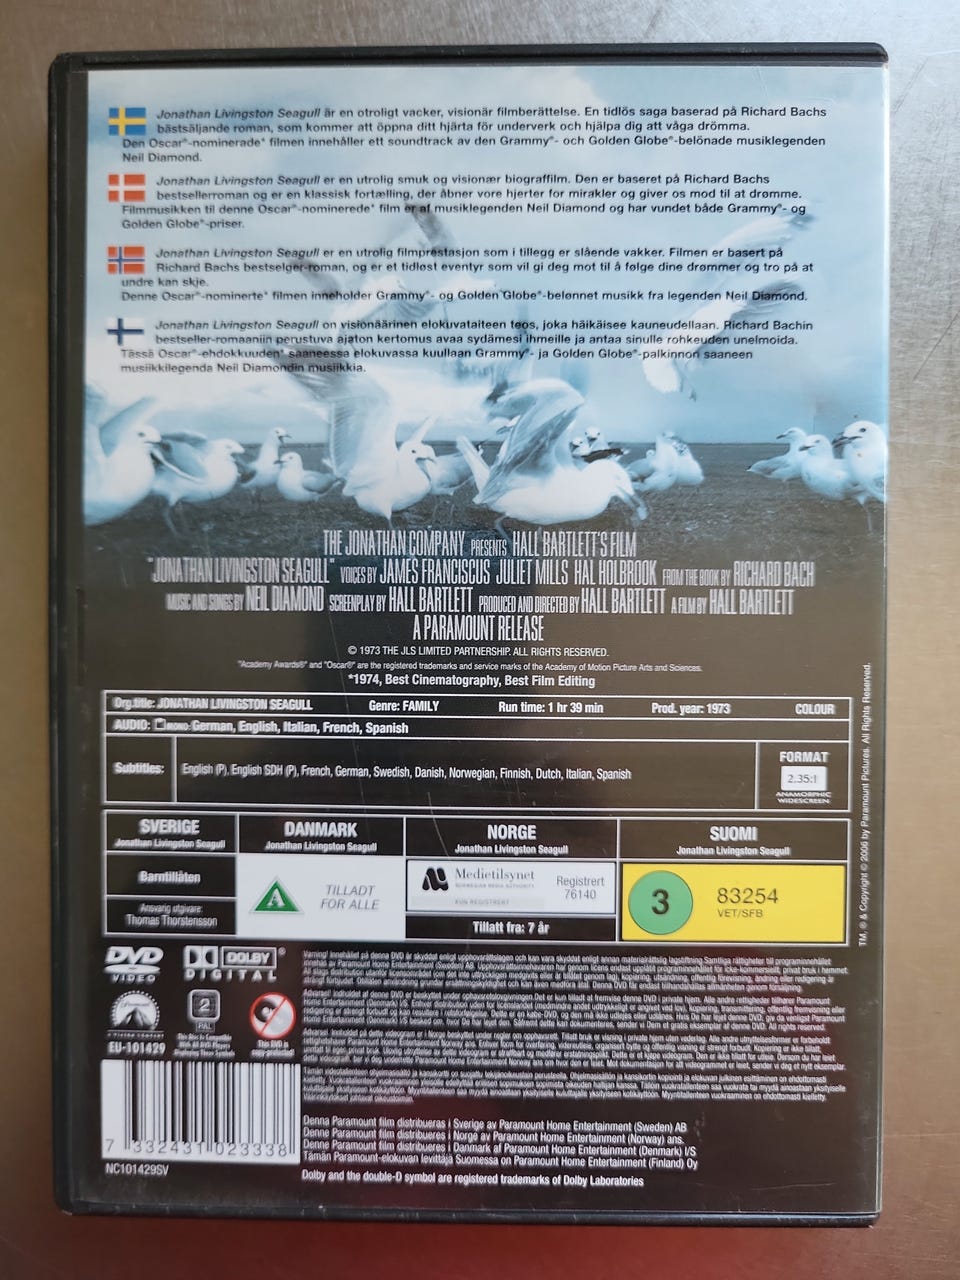 Jonathan Livingston Seagull är en otroligt vacker, visionär filmberättelse. En tidlös saga baserad på Richard Bachs
bästsäljande roman, som kommer att öppna ditt hjärta för underverk och hjälpa dig att våga drömma.
Den Oscar®-nominerade* filmen innehåller ett soundtrack av den Grammy®- och Golden Globe®-belönade musiklegenden
Neil Diamond.
Jonathan Livingston Seagull er en utrolig smuk og visionær biograffilm. Den er baseret på Richard Bachs
bestsellerroman og er en klassisk fortælling, der åbner vore hjerter for mirakler og giver os mod til at drømme.
Filmmusikken til denne Oscar®-nominerede* film er af musiklegenden Neil Diamond og har vundet både Grammy®- og
Golden Globe®-priser.
Jonathan Livingston Seagull er en utrolig filmprestasjon som i tillegg er slående vakker. Filmen er basert på
Richard Bachs bestselger-roman, og er et tidløst eventyr som vil gi deg mot til å følge dine drømmer og tro på at
undre kan skje.
Denne Oscar®-nominerte* filmen inneholder Grammy®- og Golden Globe®-belønnet musikk fra legenden Neil Diamond.
Jonathan Livingston Seagull on visionäärinen elokuvataiteen teos, joka häikäisee kauneudellaan. Richard Bachin
bestseller-romaaniin perustuva ajaton kertomus avaa sydämesi ihmeille ja antaa sinulle rohkeuden unelmoida.
Tässä Oscar®-ehdokkuuden* saaneessa elokuvassa kuullaan Grammy®- ja Golden Globe®-palkinnon saaneen
musiikkilegenda Neil Diamondin musiikkia.
THE JONATHAN COMPANY PRESENTS HALL BARTLETT'S FILM
"JONATHAN LIVINGSTON SEAGULL" VOICES BY JAMES FRANCISCUS JULIET MILLS HAL HOLBROOK FROM THE BOOK BY RICHARD BACH
MUSIC AND SONGS BY NEIL DIAMOND SCREENPLAY BY HALL BARTLETT PRODUCED AND DIRECTED BY HALL BARTLETT A FILM BY HALL BARTLETT
A PARAMOUNT RELEASE
© 1973 THE JLS LIMITED PARTNERSHIP. ALL RIGHTS RESERVED.
"Academy Awards®" and "Oscar®" are the registered trademarks and service marks of the Academy of Motion Picture Arts and Sciences.
*1974, Best Cinematography, Best Film Editing
Org.title: JONATHAN LIVINGSTON SEAGULL Genre: FAMILY Run time: 1 hr 39 min Prod. year: 1973 COLOUR
AUDIO: MONO: German, English, Italian, French, Spanish
Subtitles: English (P), English SDH (P), French, German, Swedish, Danish, Norwegian, Finnish, Dutch, Italian, Spanish
FORMAT
2.35:1
ANAMORPHIC
WIDESCREEN
SVERIGE
Jonathan Livingston Seagull
Barntillåten
Ansvarig utgivare:
Thomas Thorstensson
DANMARK
Jonathan Livingston Seagull
A
TILLADT
FOR ALLE
NORGE
Jonathan Livingston Seagull
Medietilsynet
NORWEGIAN MEDIA AUTHORITY
KUN REGISTRERT
Registrert
76140
Tillatt fra: 7 år
SUOMI
Jonathan Livingston Seagull
3
83254
VET/SFB
TM, ® & Copyright © 2006 by Paramount Pictures. All Rights Reserved.
DVD
VIDEO
DOLBY
DIGITAL
Paramount
2
PAL
This DVD is
copy protected
EU-101429
7 332431 023338
NC101429SV
Denna Paramount film distribueras i Sverige av Paramount Home Entertainment (Sweden) AB
Denne Paramount film distribueres i Norge av Paramount Home Entertainment (Norway) ans.
Denne Paramount film distribueres i Danmark af Paramount Home Entertainment (Denmark) I/S
Tämän Paramount-elokuvan levittäjä Suomessa on Paramount Home Entertainment (Finland) Oy
Dolby and the double-D symbol are registered trademarks of Dolby Laboratories